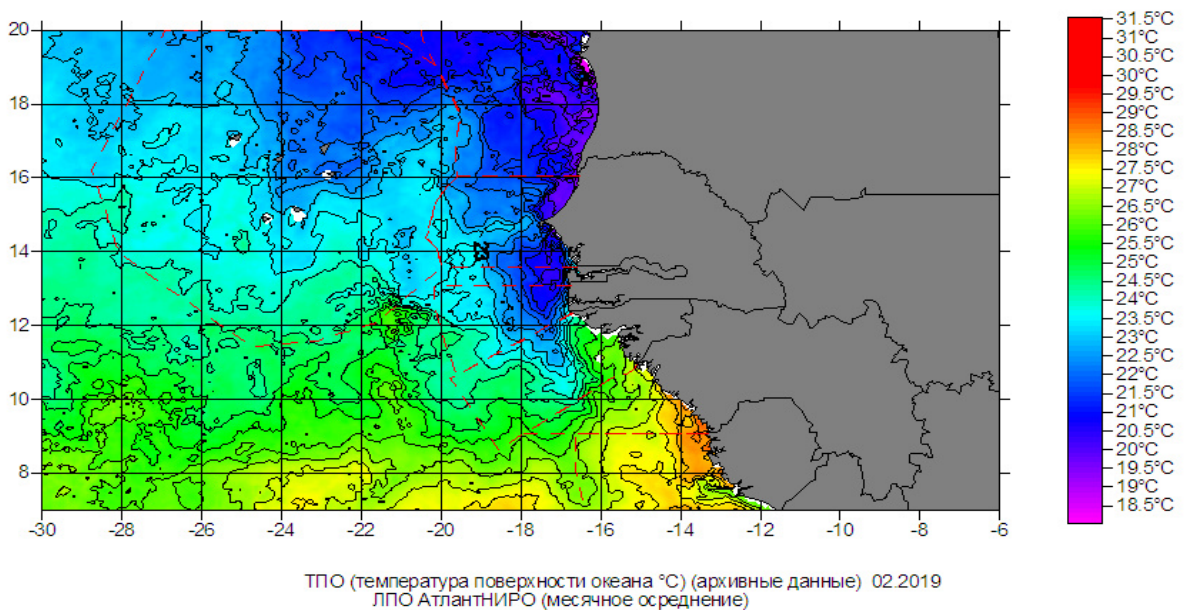 20
18
16
14
12
10
8
-30 -28 -26 -24 -22 -20 -18 -16 -14 -12 -10 -8 -6
23
31.5°C
31°C
30.5°C
30°C
29.5°C
29°C
28.5°C
28°C
27.5°C
27°C
26.5°C
26°C
25.5°C
25°C
24.5°C
24°C
23.5°C
23°C
22.5°C
22°C
21.5°C
21°C
20.5°C
20°C
19.5°C
19°C
18.5°C
ТПО (температура поверхности океана °C) (архивные данные) 02.2019
ЛПО АтлантНИРО (месячное осреднение)